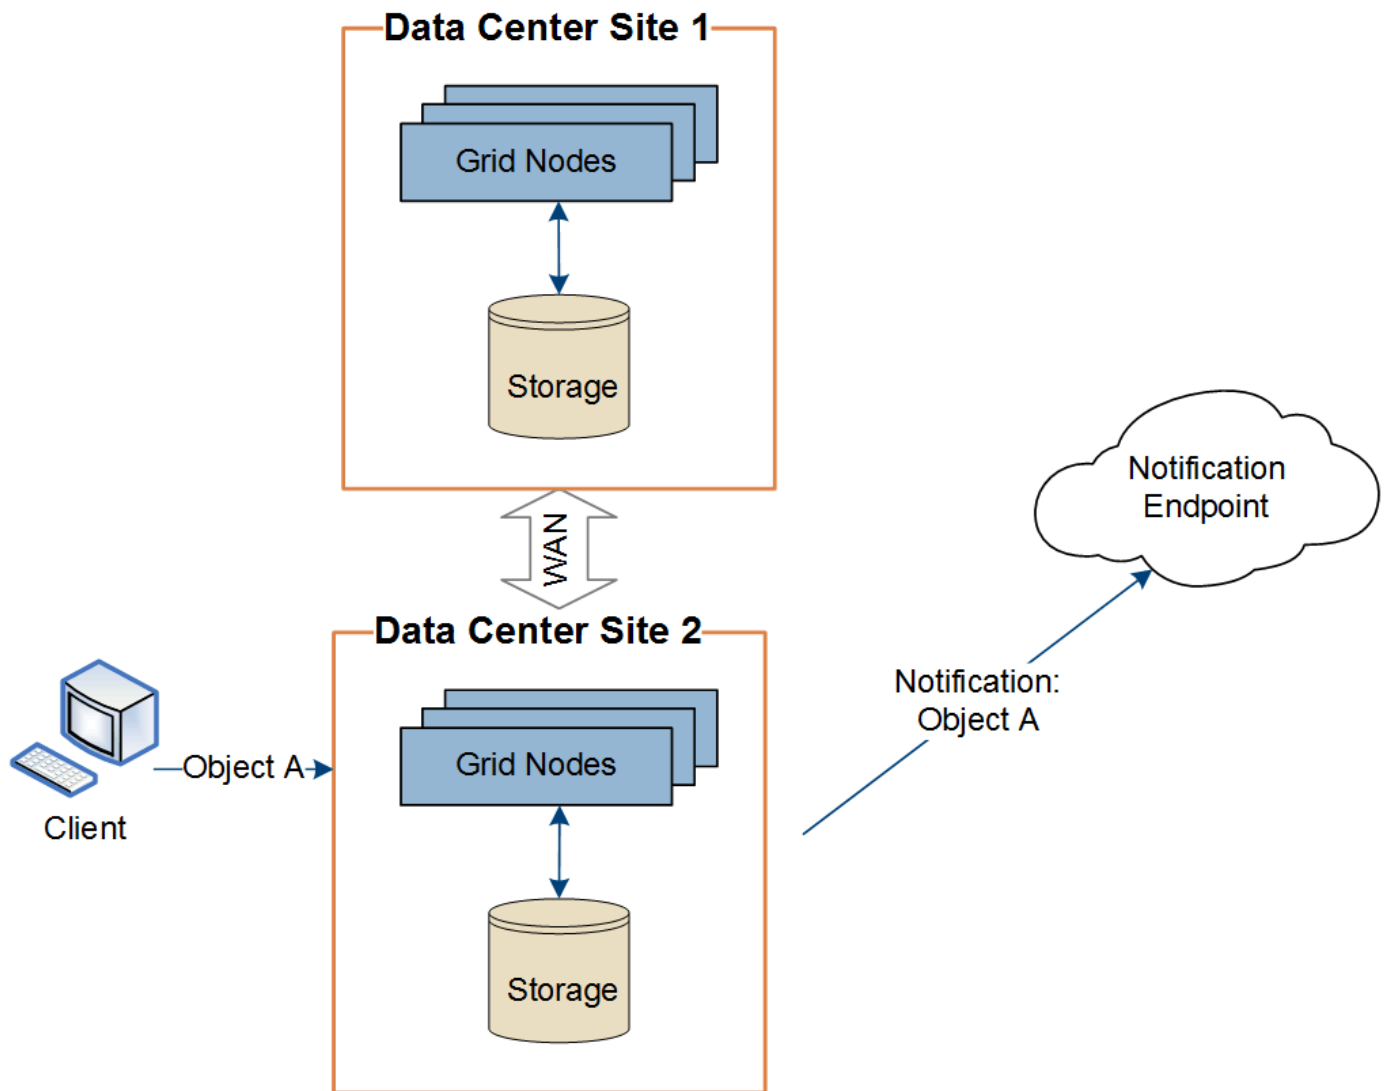 Data Center Site 1
Grid Nodes
Storage
WAN
Notification
Endpoint
Data Center Site 2
Notification:
Object A
Grid Nodes
Object A
Client
Storage